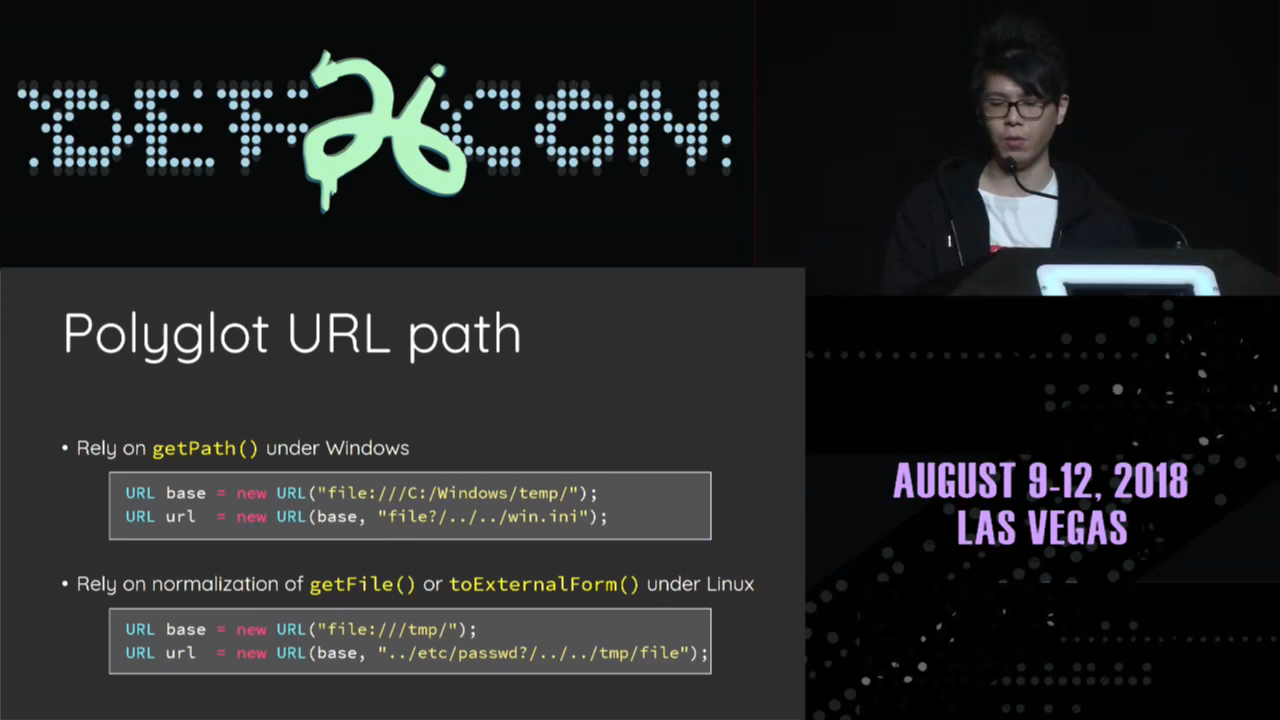 DEF 26 CON
Polyglot URL path
• Rely on getPath() under Windows
URL base = new URL("file:///C:/Windows/temp/");
URL url  = new URL(base, "file?/../../win.ini");
• Rely on normalization of getFile() or toExternalForm() under Linux
URL base = new URL("file:///tmp/");
URL url  = new URL(base, "../etc/passwd?/../../tmp/file");
AUGUST 9-12, 2018
LAS VEGAS